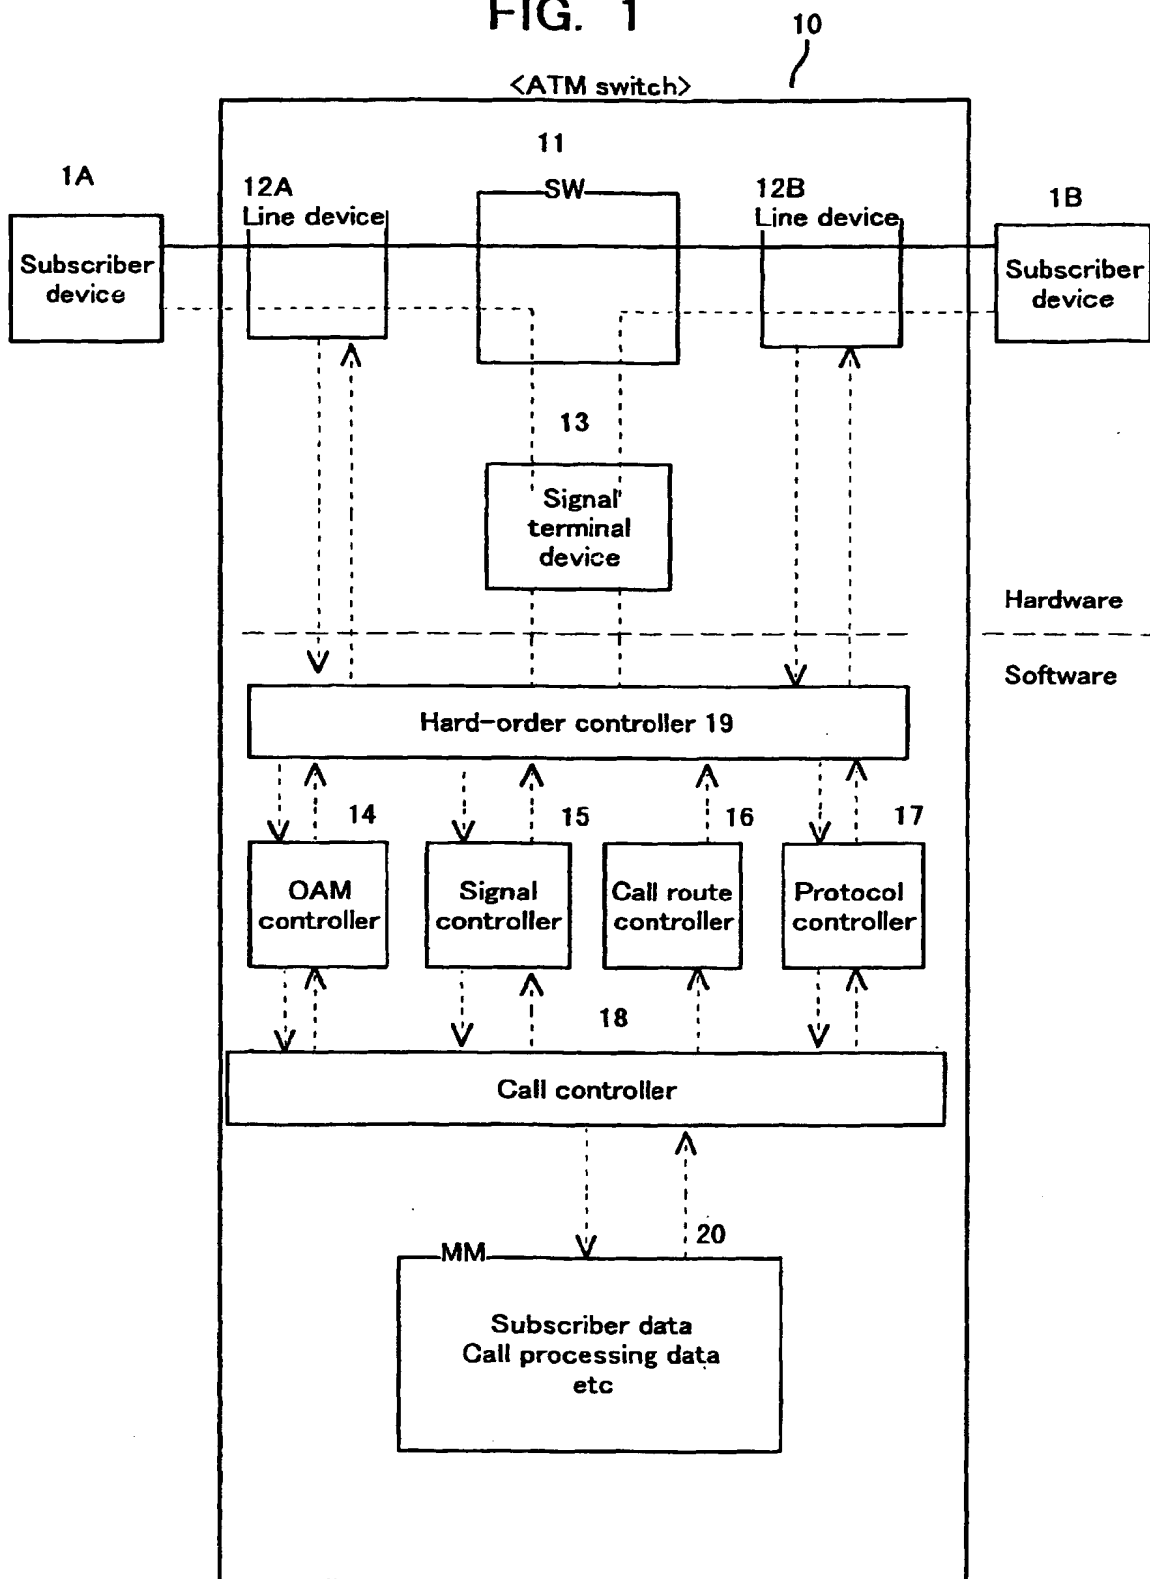 FIG. 1
10
<ATM switch>
11
1A
12A
SW
12B
1B
Line device
Line device
Subscriber
device
Subscriber
device
13
Signal
terminal
device
Hardware
Software
Hard-order controller 19
14
15
16
17
OAM
controller
Signal
controller
Call route
controller
Protocol
controller
18
Call controller
20
MM
Subscriber data
Call processing data
etc